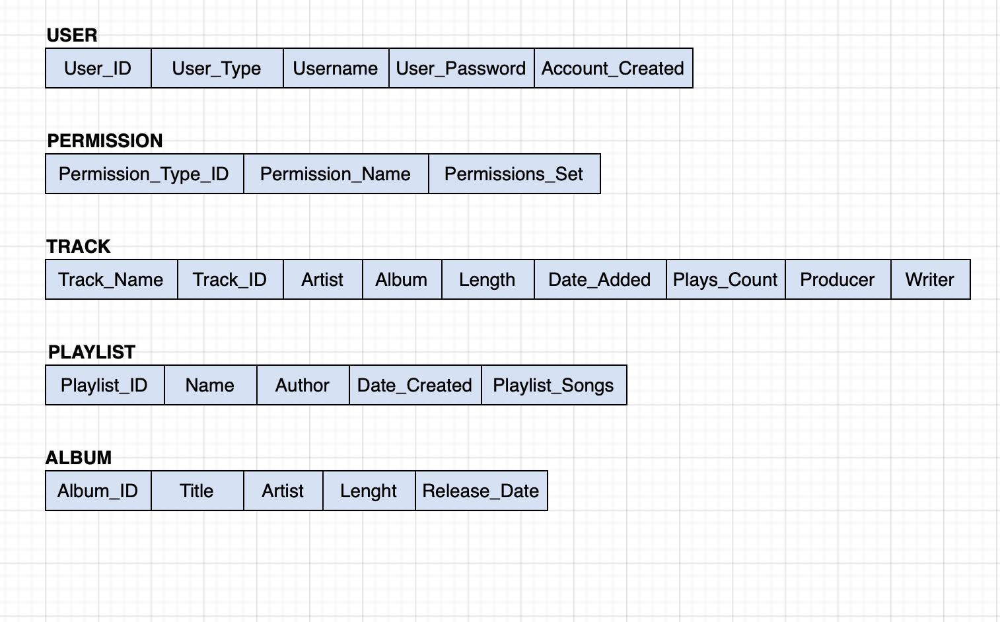 USER
User_ID User_Type Username User_Password Account_Created
PERMISSION
Permission_Type_ID Permission_Name Permissions_Set
TRACK
Track_Name Track_ID Artist Album Length Date_Added Plays_Count Producer Writer
PLAYLIST
Playlist_ID Name Author Date_Created Playlist_Songs
ALBUM
Album_ID Title Artist Lenght Release_Date